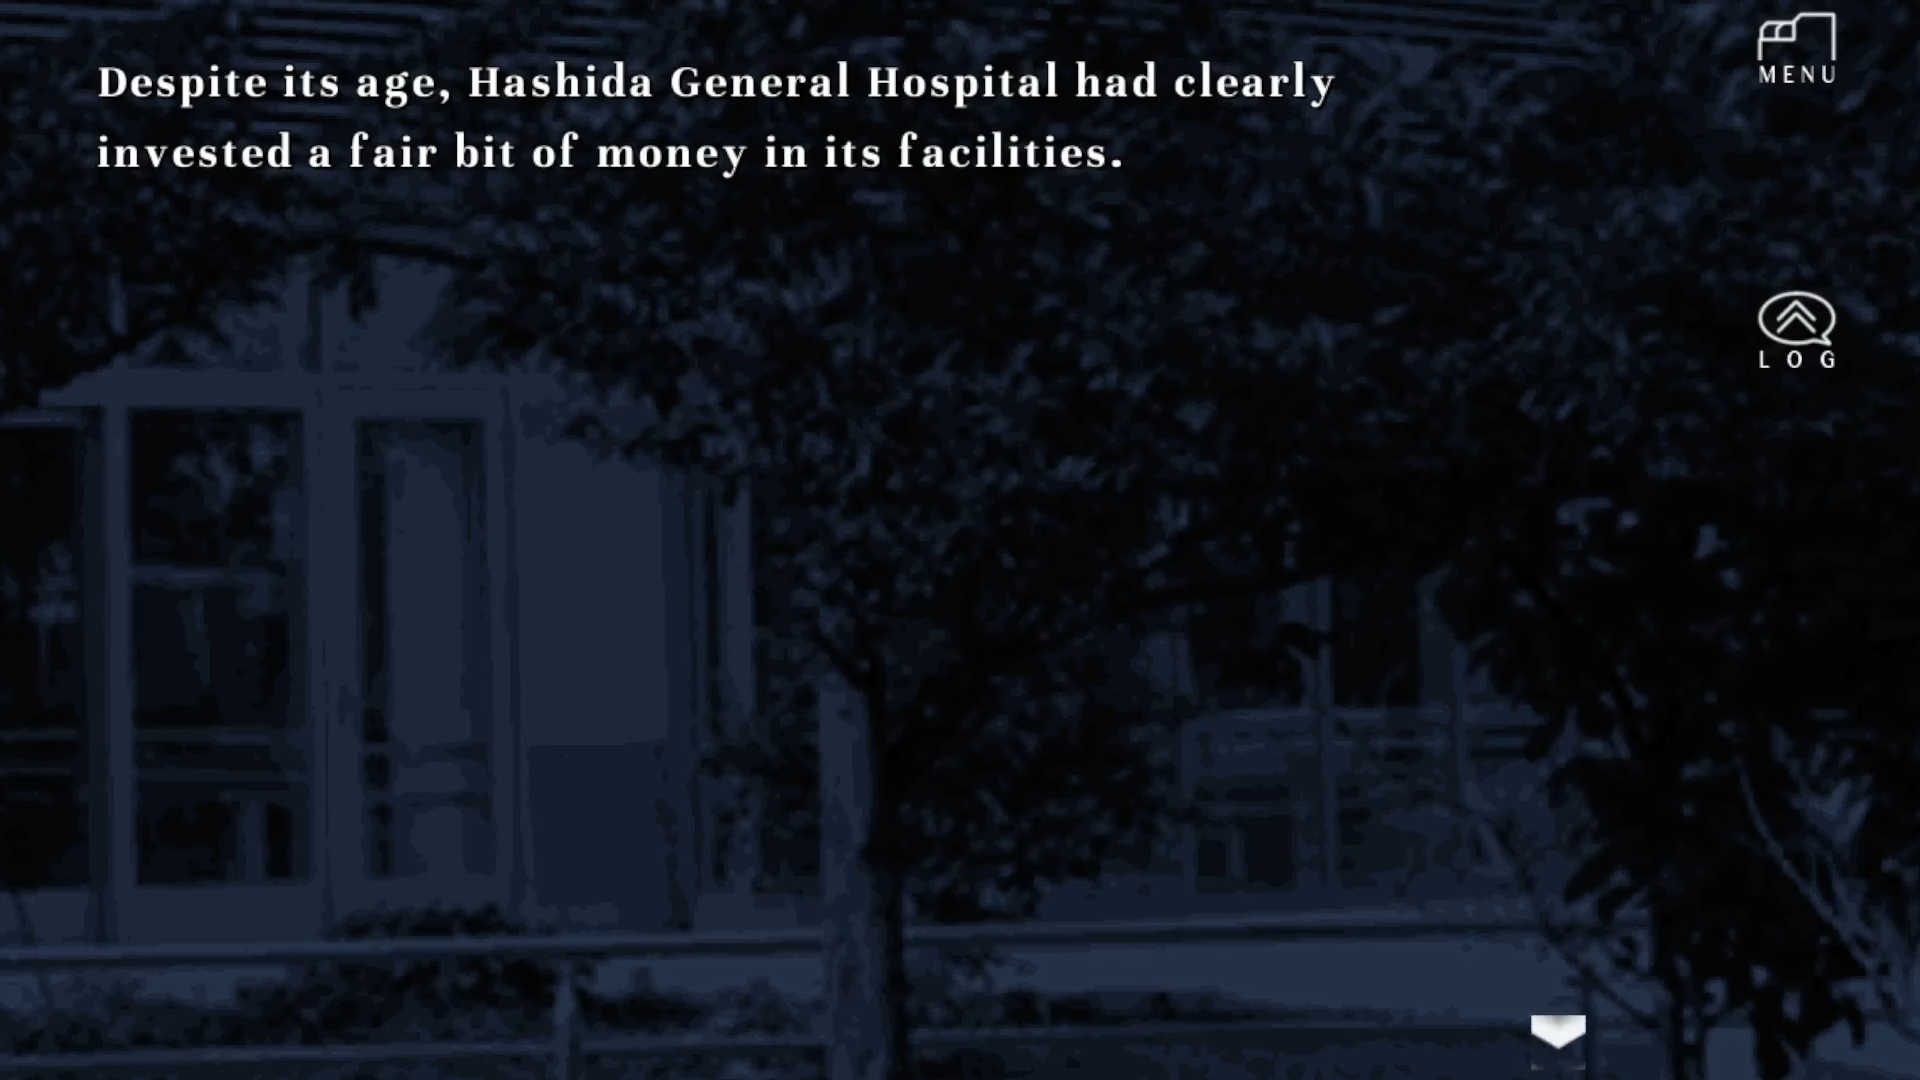 Despite its age, Hashida General Hospital had clearly
invested a fair bit of money in its facilities.
MENU
LOG